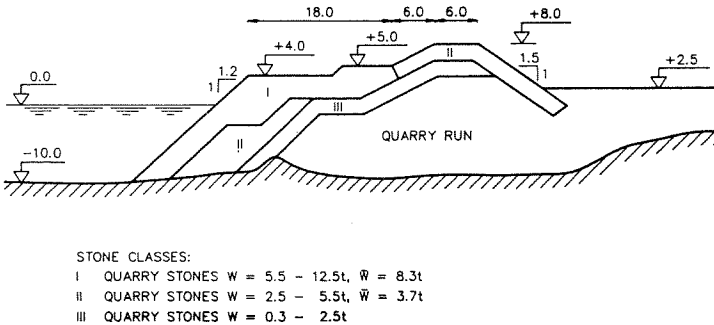 18.0 6.0 6.0
+8.0
+5.0
+4.0
II
1.2
1
1.5
1
+2.5
0.0
I
III
QUARRY RUN
II
-10.0
STONE CLASSES:
I QUARRY STONES W = 5.5 - 12.5t, W̄ = 8.3t
II QUARRY STONES W = 2.5 - 5.5t, W̄ = 3.7t
III QUARRY STONES W = 0.3 - 2.5t